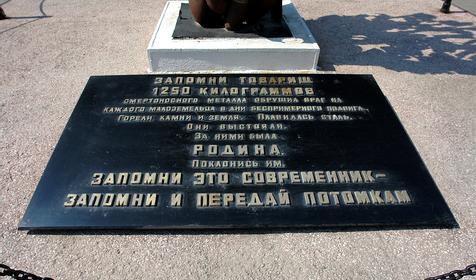 ЗАПОМНИ ТОВАРИЩ
1250 КИЛОГРАММОВ
СМЕРТОНОСНОГО МЕТАЛЛА ОБРУШИЛ ВРАГ НА
КАЖДОГО МАЛОЗЕМЕЛЬЦА В ДНИ БЕСПРИМЕРНОГО ПОДВИГА.
ГОРЕЛИ КАМНИ И ЗЕМЛЯ. ПЛАВИЛАСЬ СТАЛЬ.
ОНИ ВЫСТОЯЛИ.
ЗА НИМИ БЫЛА
РОДИНА.
ПОКЛОНИСЬ ИМ.
ЗАПОМНИ ЭТО СОВРЕМЕННИК–
ЗАПОМНИ И ПЕРЕДАЙ ПОТОМКАМ